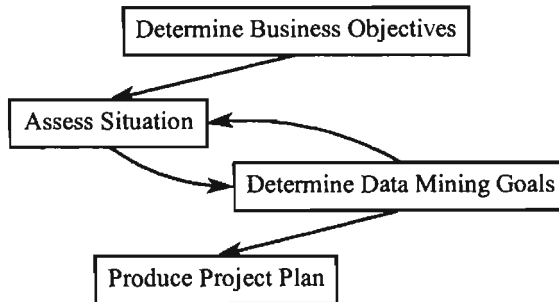 Determine Business Objectives
Assess Situation
Determine Data Mining Goals
Produce Project Plan